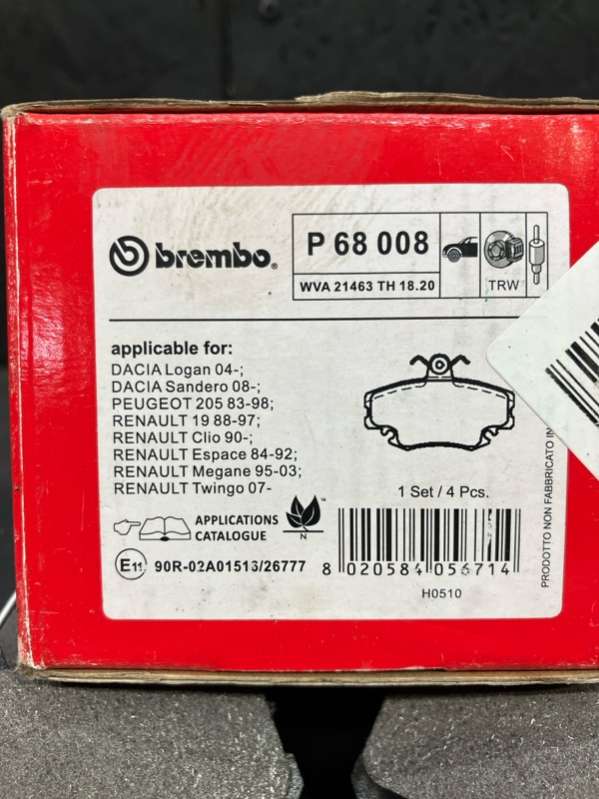 brembo®
P 68 008
WVA 21463 TH 18.20
TRW
applicable for:
DACIA Logan 04-;
DACIA Sandero 08-;
PEUGEOT 205 83-98;
RENAULT 19 88-97;
RENAULT Clio 90-;
RENAULT Espace 84-92;
RENAULT Megane 95-03;
RENAULT Twingo 07-
1 Set / 4 Pcs.
APPLICATIONS
CATALOGUE
N
™
E11 90R-02A01513/26777
8 020584 056714
H0510
PRODOTTO NON FABBRICATO IN